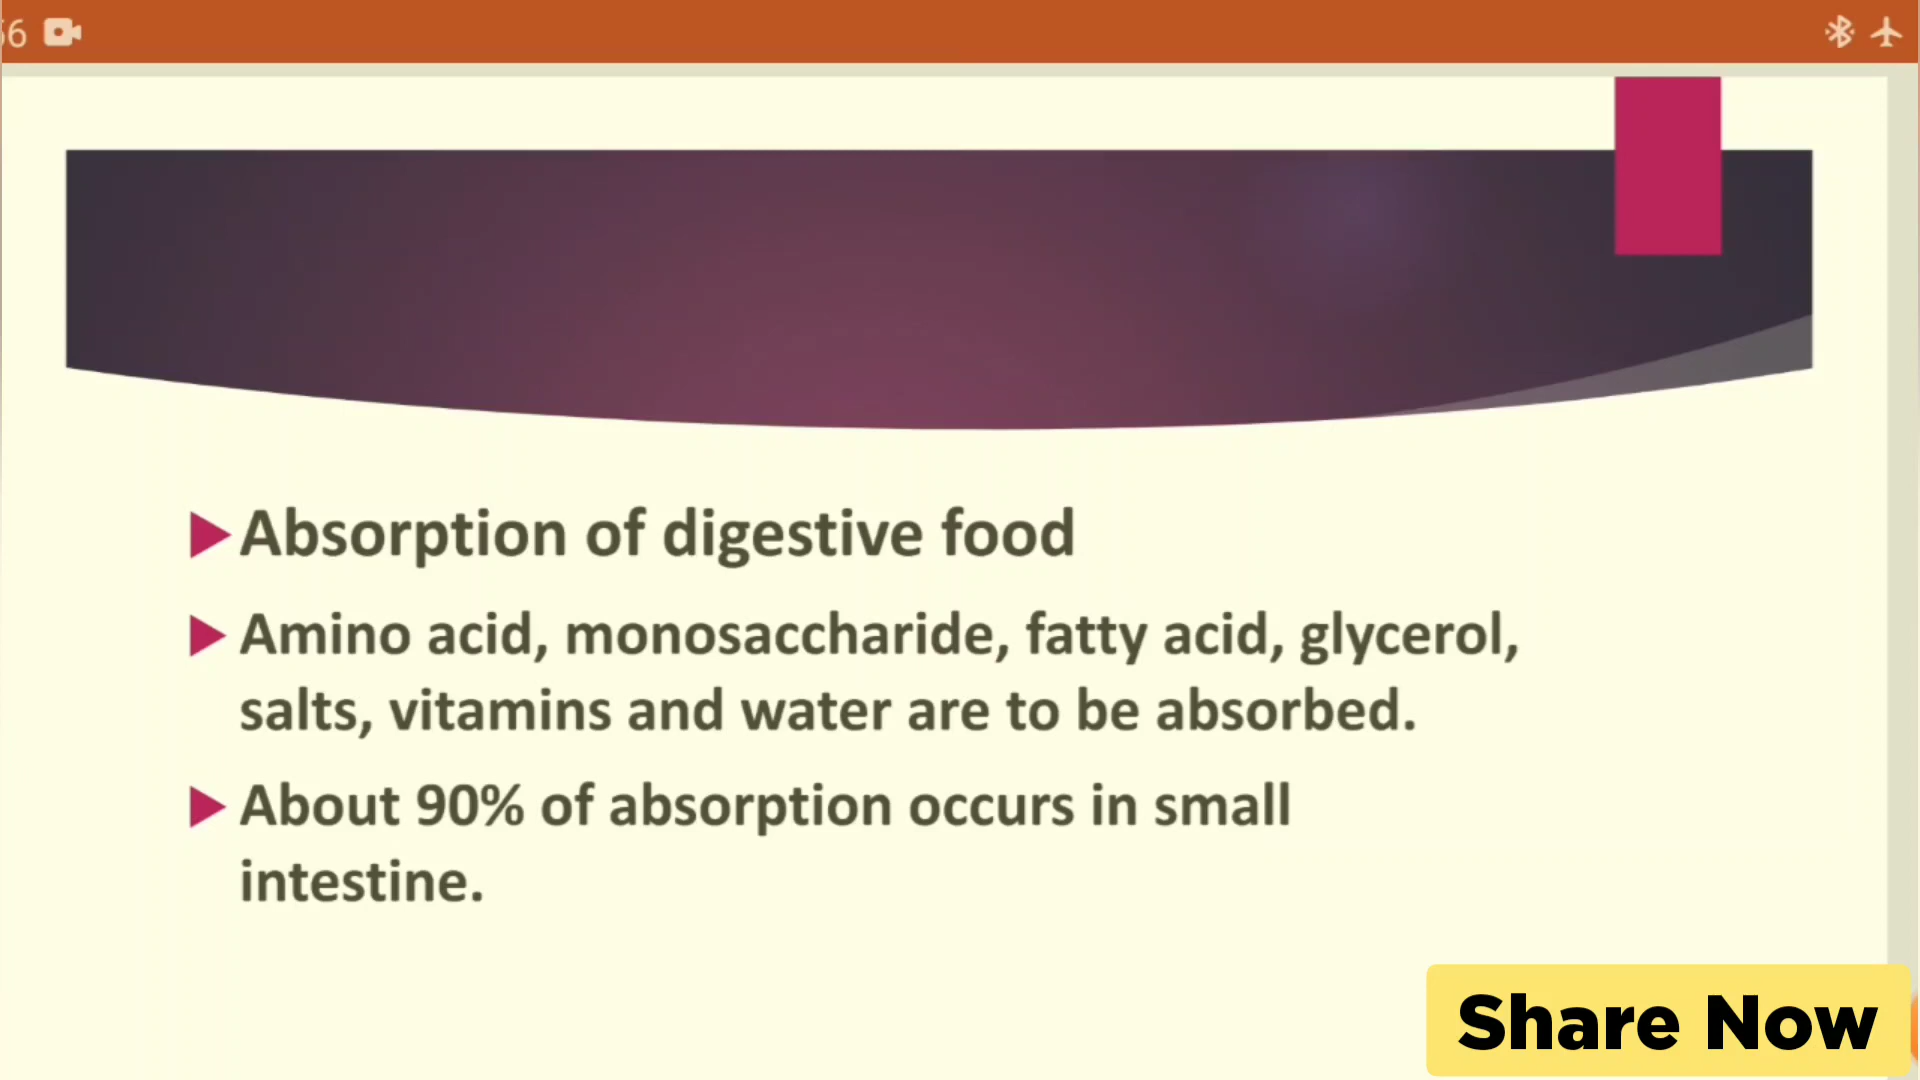 56
Absorption of digestive food
Amino acid, monosaccharide, fatty acid, glycerol,
salts, vitamins and water are to be absorbed.
About 90% of absorption occurs in small
intestine.
Share Now